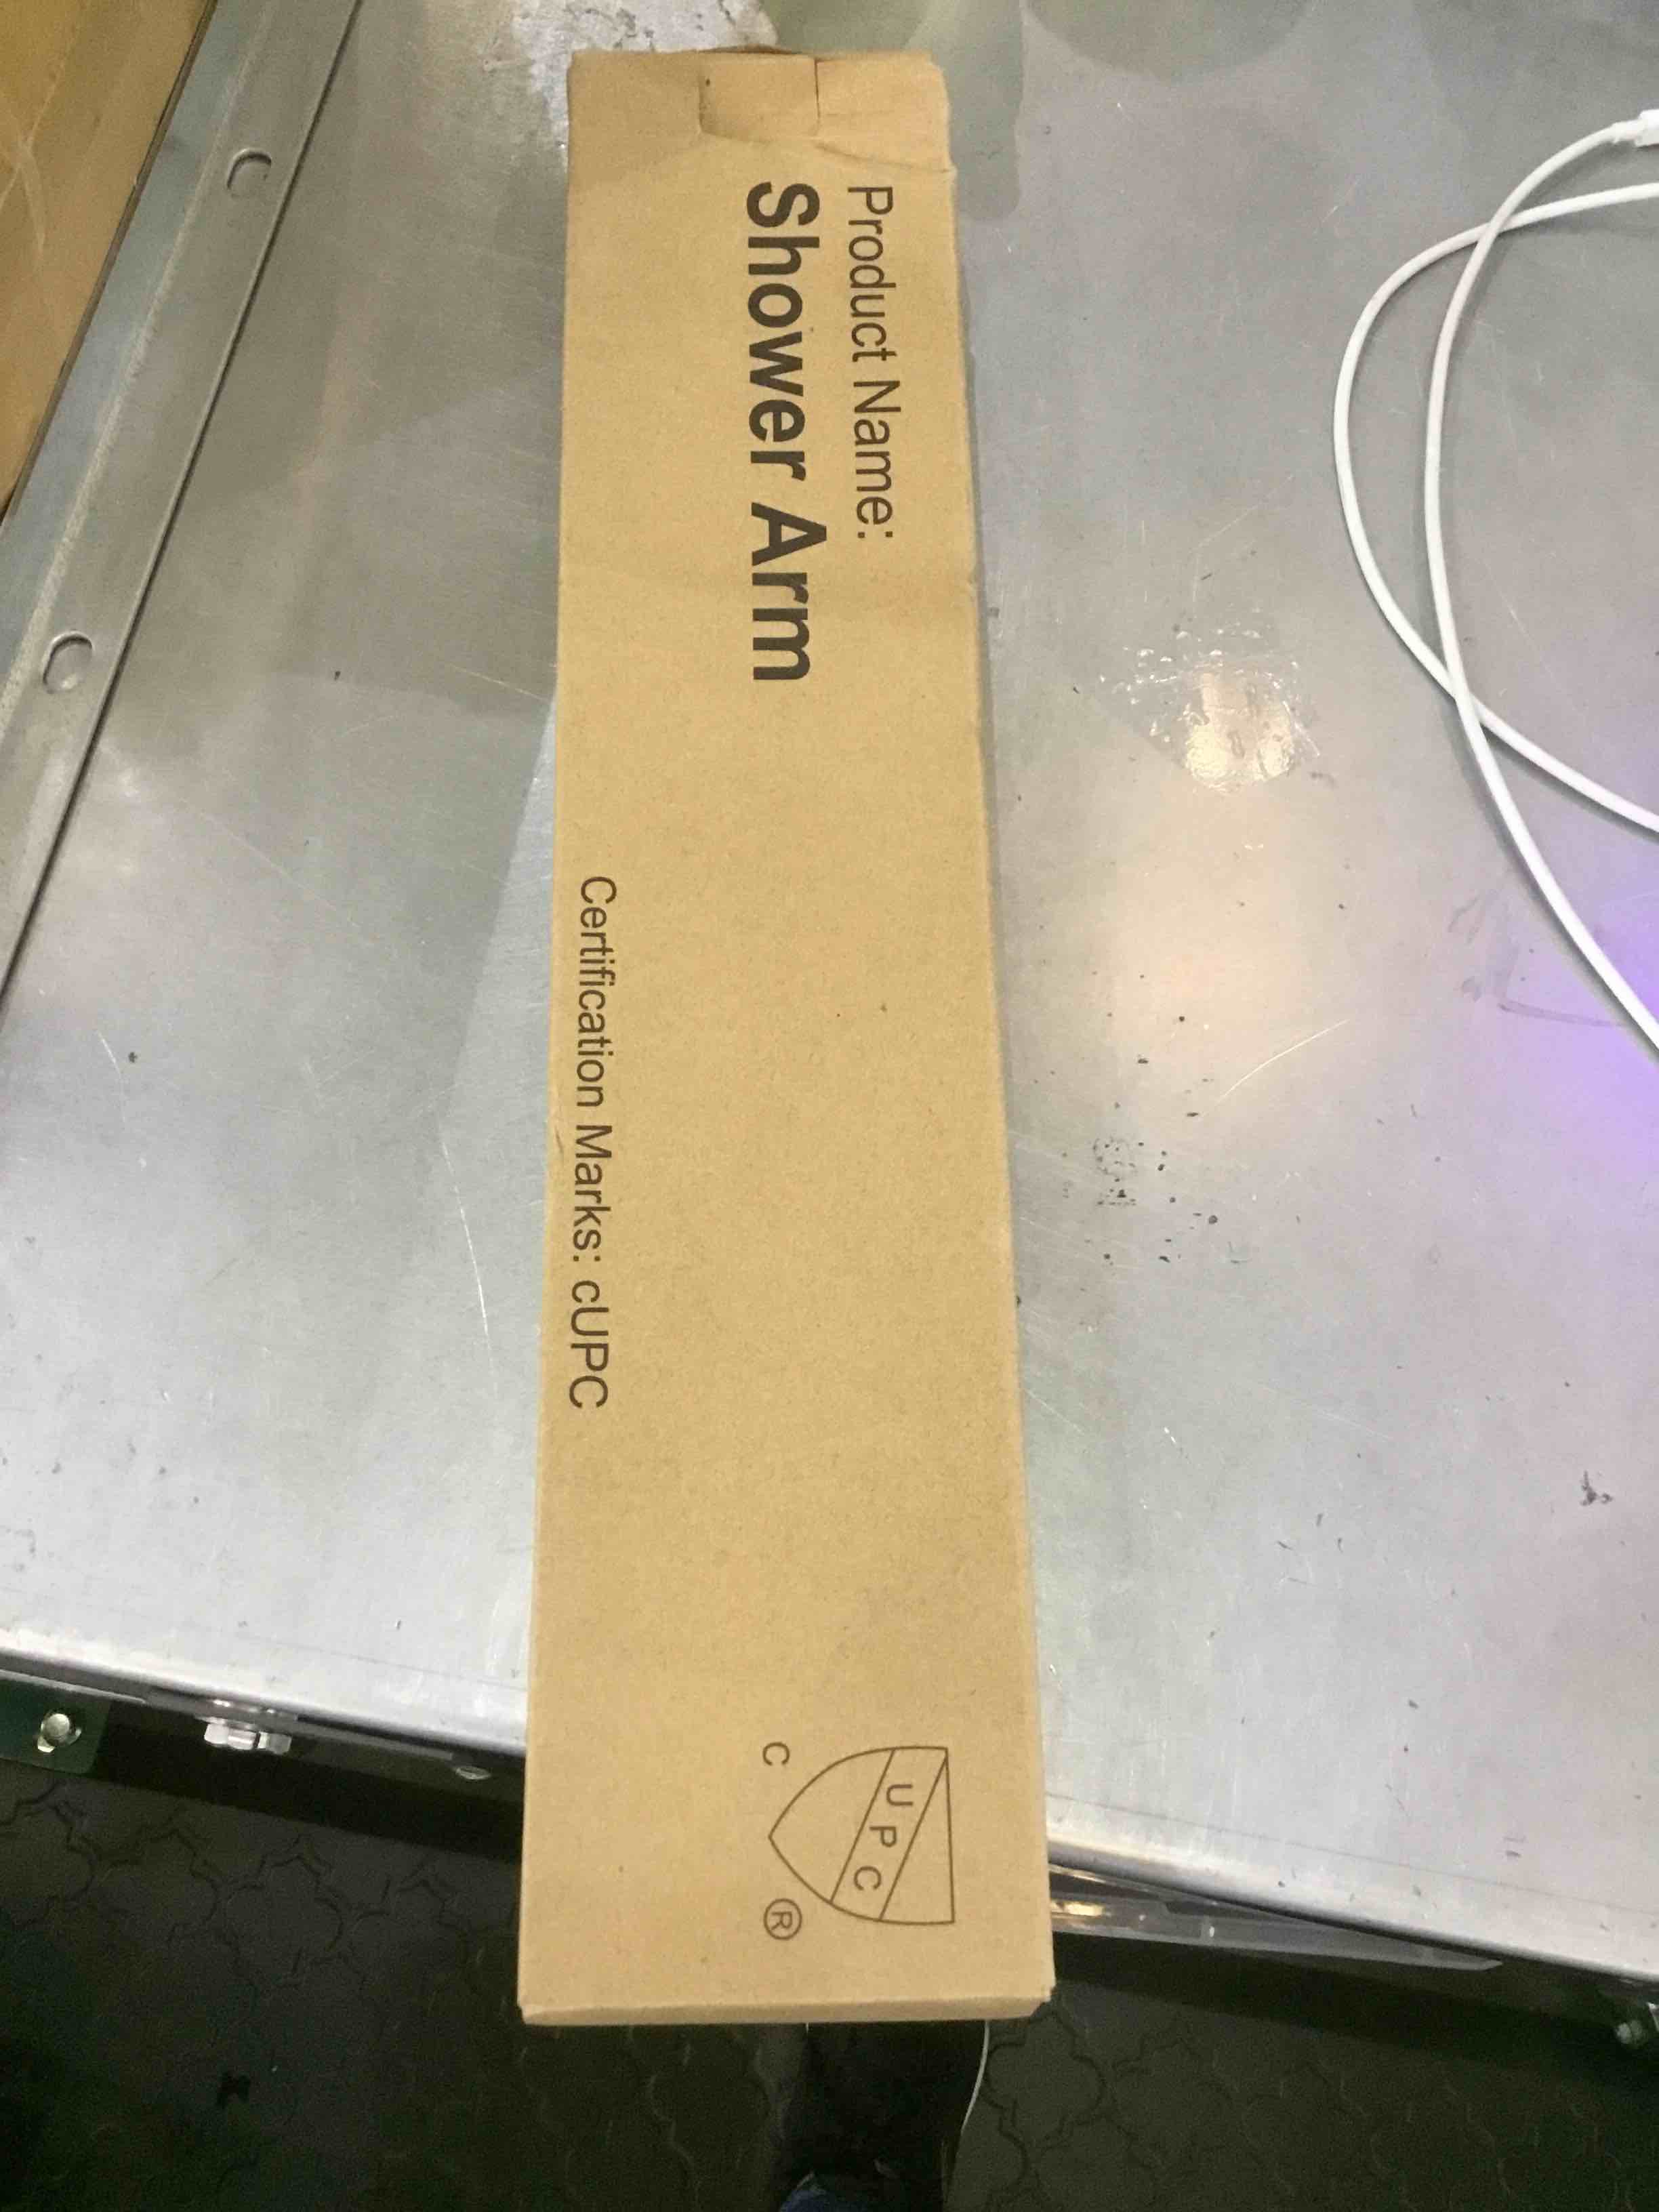 Product Name:
Shower Arm
Certification Marks: cUPC
UPC
C ®